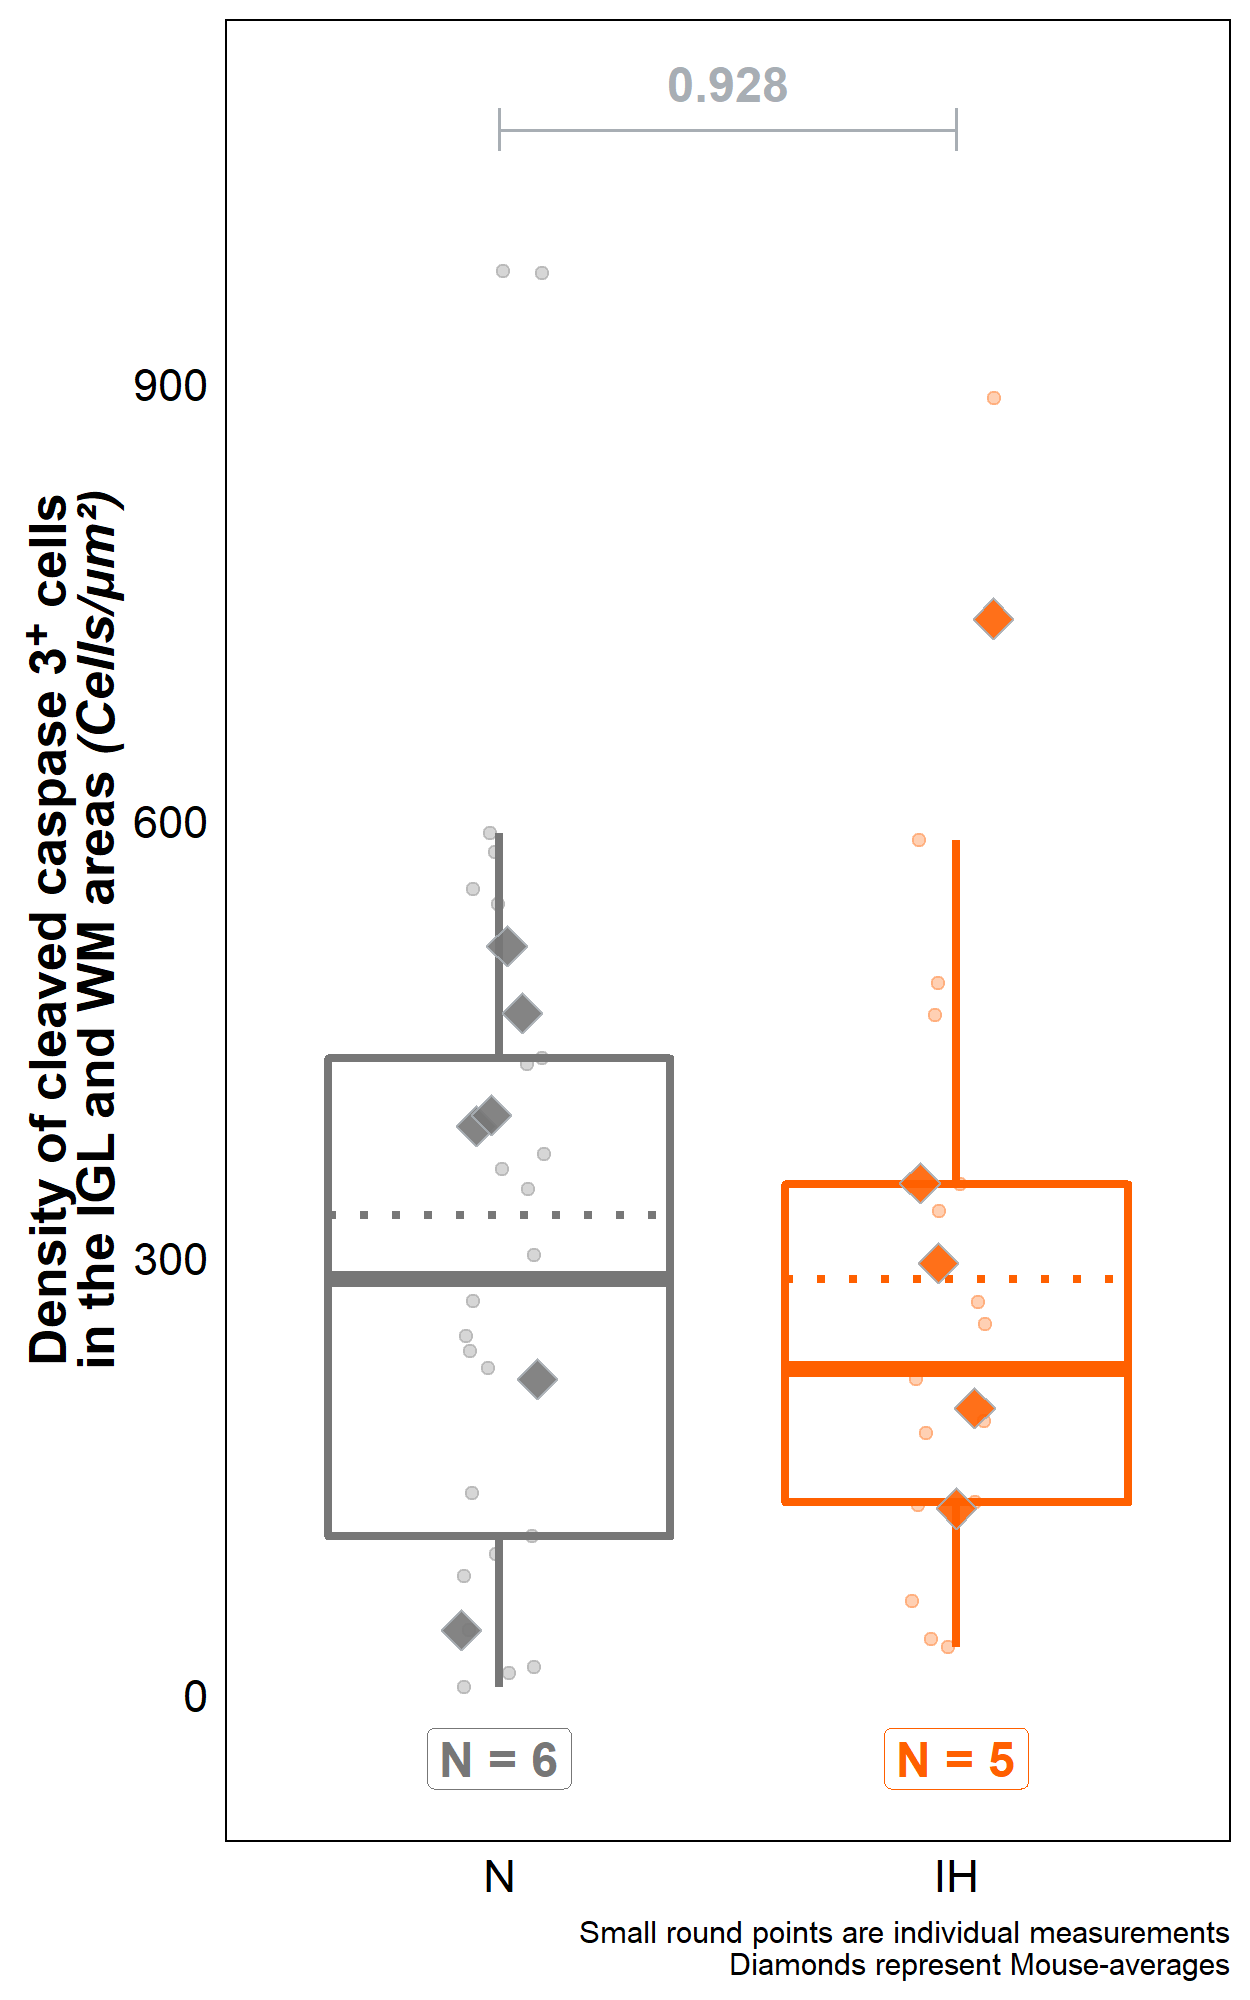 0.928
900
600
300
0
Density of cleaved caspase 3⁺ cells
in the IGL and WM areas (Cells/µm²)
N = 6
N = 5
N
IH
Small round points are individual measurements
Diamonds represent Mouse-averages